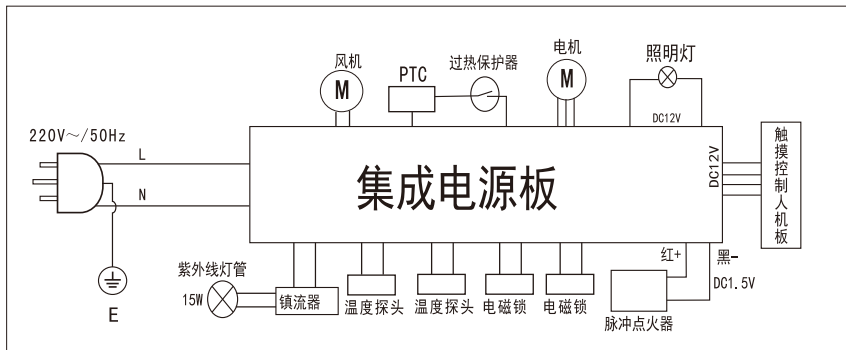 风机
M
PTC
过热保护器
电机
M
照明灯
DC12V
220V～/50Hz
L
N
E
集成电源板
DC12V
触摸控制人机板
紫外线灯管
15W
镇流器
温度探头
温度探头
电磁锁
电磁锁
红+
黑-
DC1.5V
脉冲点火器